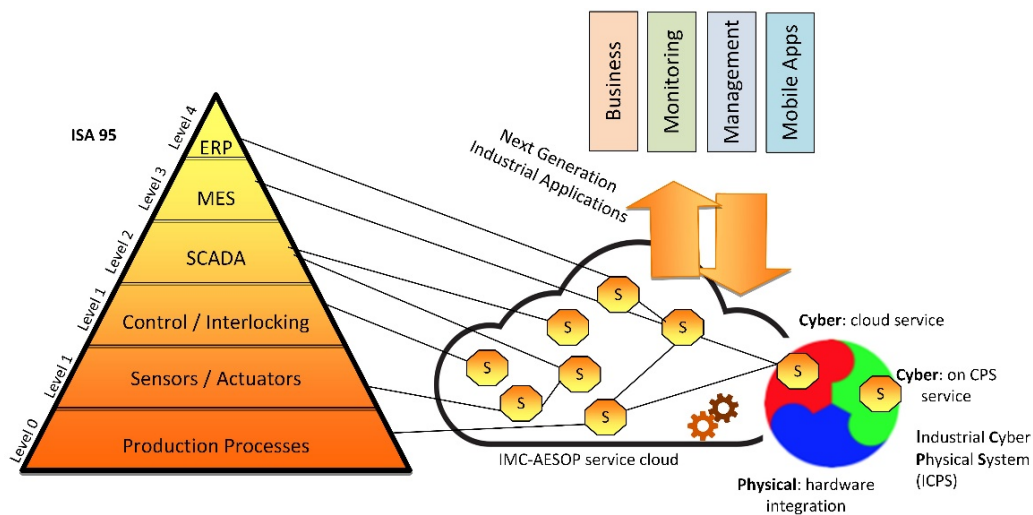 Business
Monitoring
Management
Mobile Apps
ISA 95
Level 4
ERP
Level 3
MES
Level 2
SCADA
Level 1
Control / Interlocking
Level 1
Sensors / Actuators
Level 0
Production Processes
Next Generation
Industrial Applications
S
S
S
S
S
S
S
IMC-AESOP service cloud
Cyber: cloud service
S
S
Cyber: on CPS
service
Industrial Cyber
Physical System
(ICPS)
Physical: hardware
integration